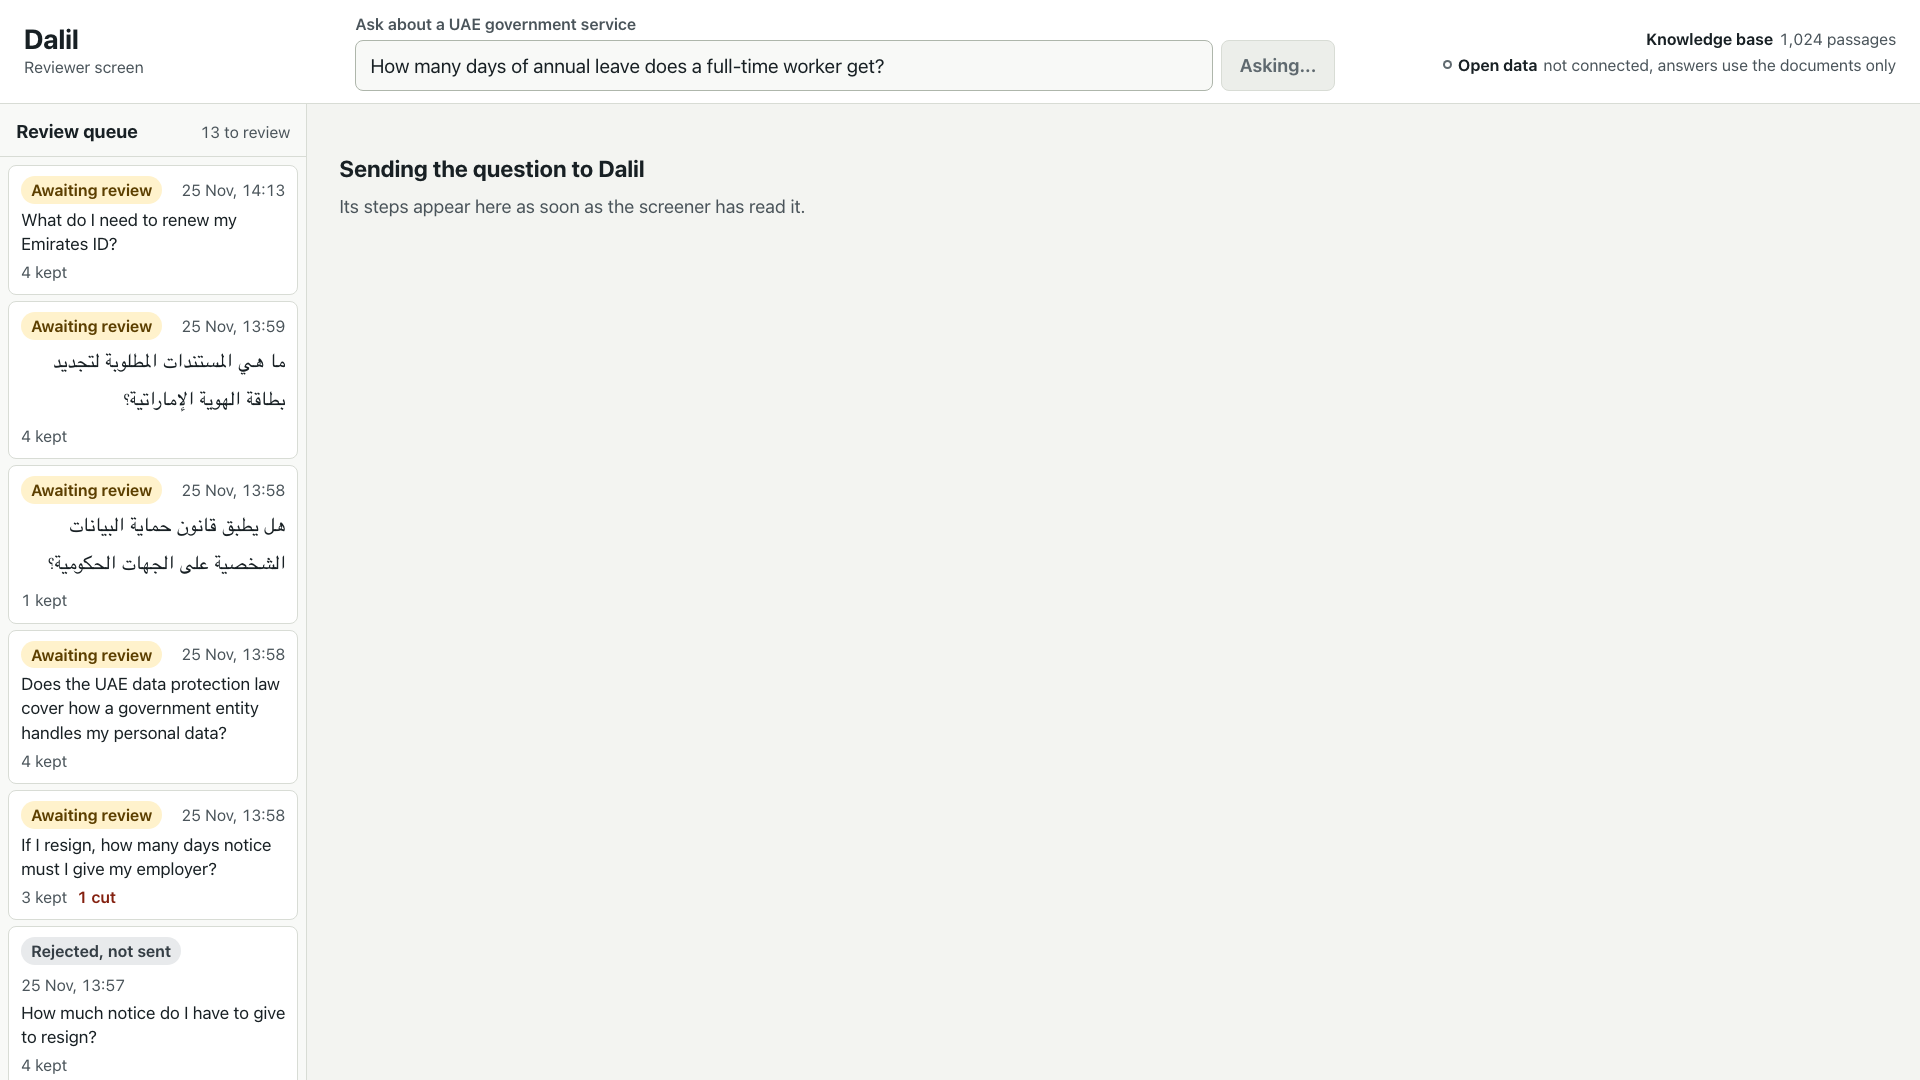 Dalil
Reviewer screen
Ask about a UAE government service
How many days of annual leave does a full-time worker get?
Asking...
Knowledge base 1,024 passages
Open data not connected, answers use the documents only
Review queue
13 to review
Awaiting review 25 Nov, 14:13
What do I need to renew my
Emirates ID?
4 kept
Awaiting review 25 Nov, 13:59
ما هي المستندات المطلوبة لتجديد
بطاقة الهوية الإماراتية؟
4 kept
Awaiting review 25 Nov, 13:58
هل يطبق قانون حماية البيانات
الشخصية على الجهات الحكومية؟
1 kept
Awaiting review 25 Nov, 13:58
Does the UAE data protection law
cover how a government entity
handles my personal data?
4 kept
Awaiting review 25 Nov, 13:58
If I resign, how many days notice
must I give my employer?
3 kept 1 cut
Rejected, not sent
25 Nov, 13:57
How much notice do I have to give
to resign?
4 kept
Sending the question to Dalil
Its steps appear here as soon as the screener has read it.